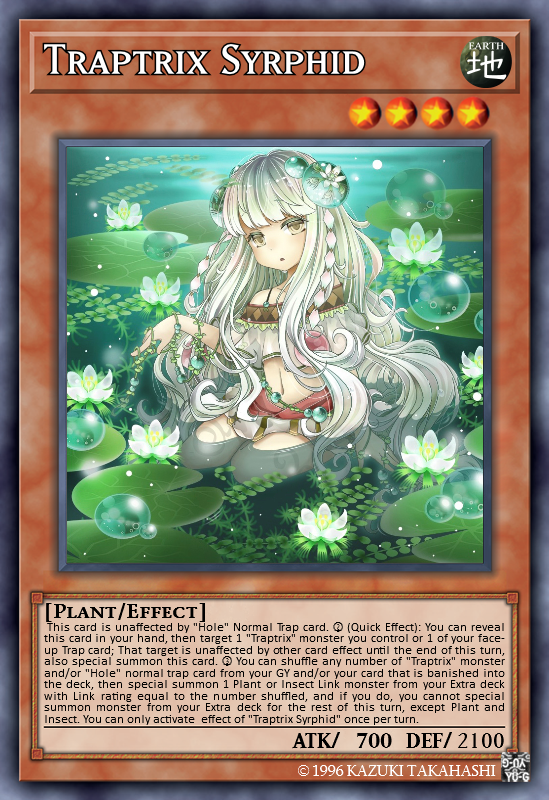 TRAPTRIX SYRPHID
EARTH
地
[PLANT/EFFECT]
This card is unaffected by "Hole" Normal Trap card. ② (Quick Effect): You can reveal
this card in your hand, then target 1 "Traptrix" monster you control or 1 of your face-
up Trap card; That target is unaffected by other card effect until the end of this turn,
also special summon this card. ② You can shuffle any number of "Traptrix" monster
and/or "Hole" normal trap card from your GY and/or your card that is banished into
the deck, then special summon 1 Plant or Insect Link monster from your Extra deck
with Link rating equal to the number shuffled, and if you do, you cannot special
summon monster from your Extra deck for the rest of this turn, except Plant and
Insect. You can only activate effect of "Traptrix Syrphid" once per turn.
ATK/ 700 DEF/ 2100
©1996 KAZUKI TAKAHASHI